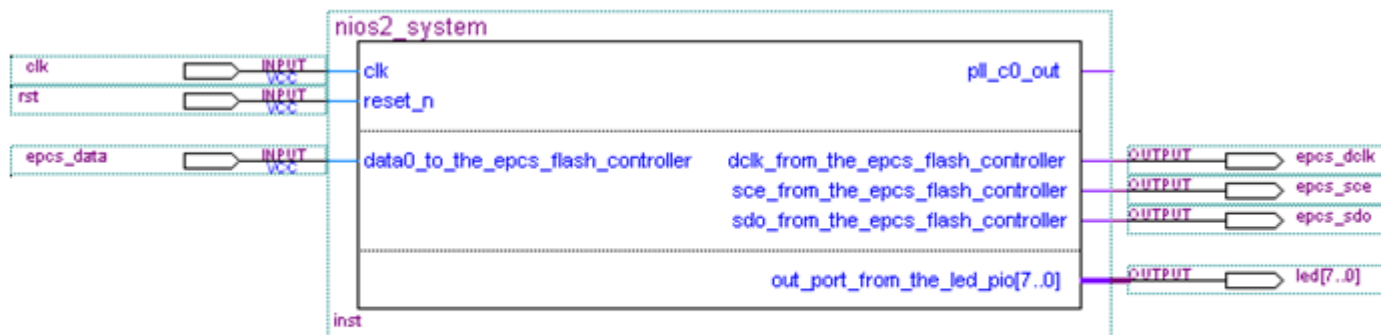 nios2_system
clk INPUT VCC clk pll_c0_out
rst INPUT VCC reset_n
epcs_data INPUT VCC data0_to_the_epcs_flash_controller dclk_from_the_epcs_flash_controller OUTPUT epcs_dclk
sce_from_the_epcs_flash_controller OUTPUT epcs_sce
sdo_from_the_epcs_flash_controller OUTPUT epcs_sdo
out_port_from_the_led_pio[7..0] OUTPUT led[7..0]
inst